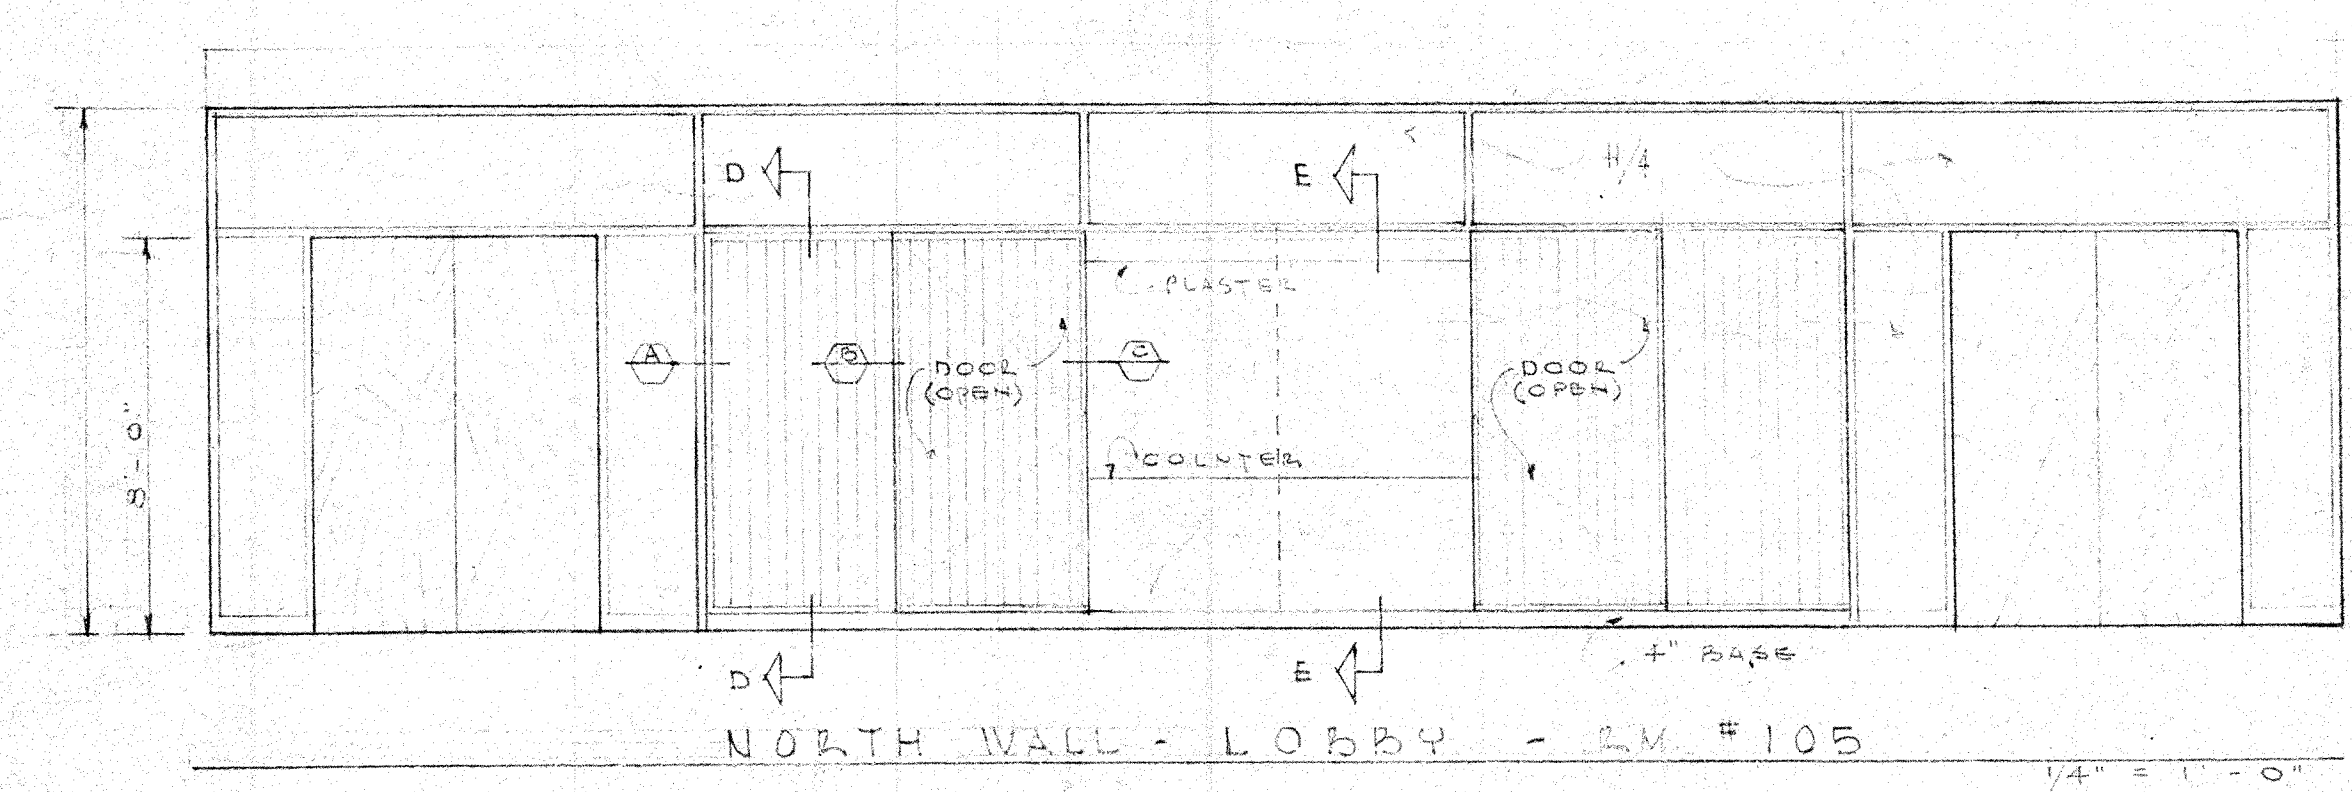 D
E
H/4
PLASTER
A
B
C
DOOR
(OPEN)
DOOR
(OPEN)
8'-0"
COUNTER
4" BASE
D
E
NORTH WALL - LOBBY - RM #105
1/4" = 1'-0"